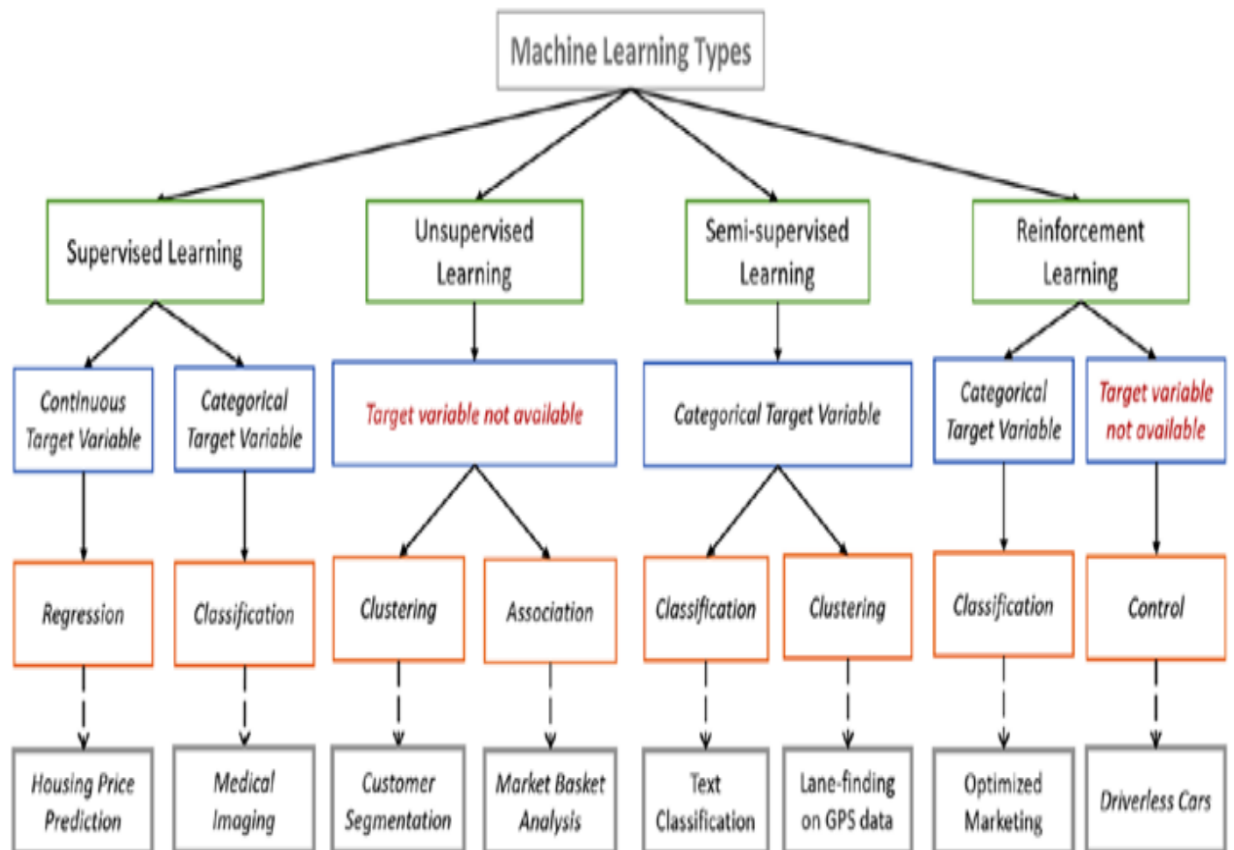 Machine Learning Types
Supervised Learning
Unsupervised
Learning
Semi-supervised
Learning
Reinforcement
Learning
Continuous
Target Variable
Categorical
Target Variable
Target variable not available
Categorical Target Variable
Categorical
Target Variable
Target variable
not available
Regression
Classification
Clustering
Association
Classification
Clustering
Classification
Control
Housing Price
Prediction
Medical
Imaging
Customer
Segmentation
Market Basket
Analysis
Text
Classification
Lane-finding
on GPS data
Optimized
Marketing
Driverless Cars